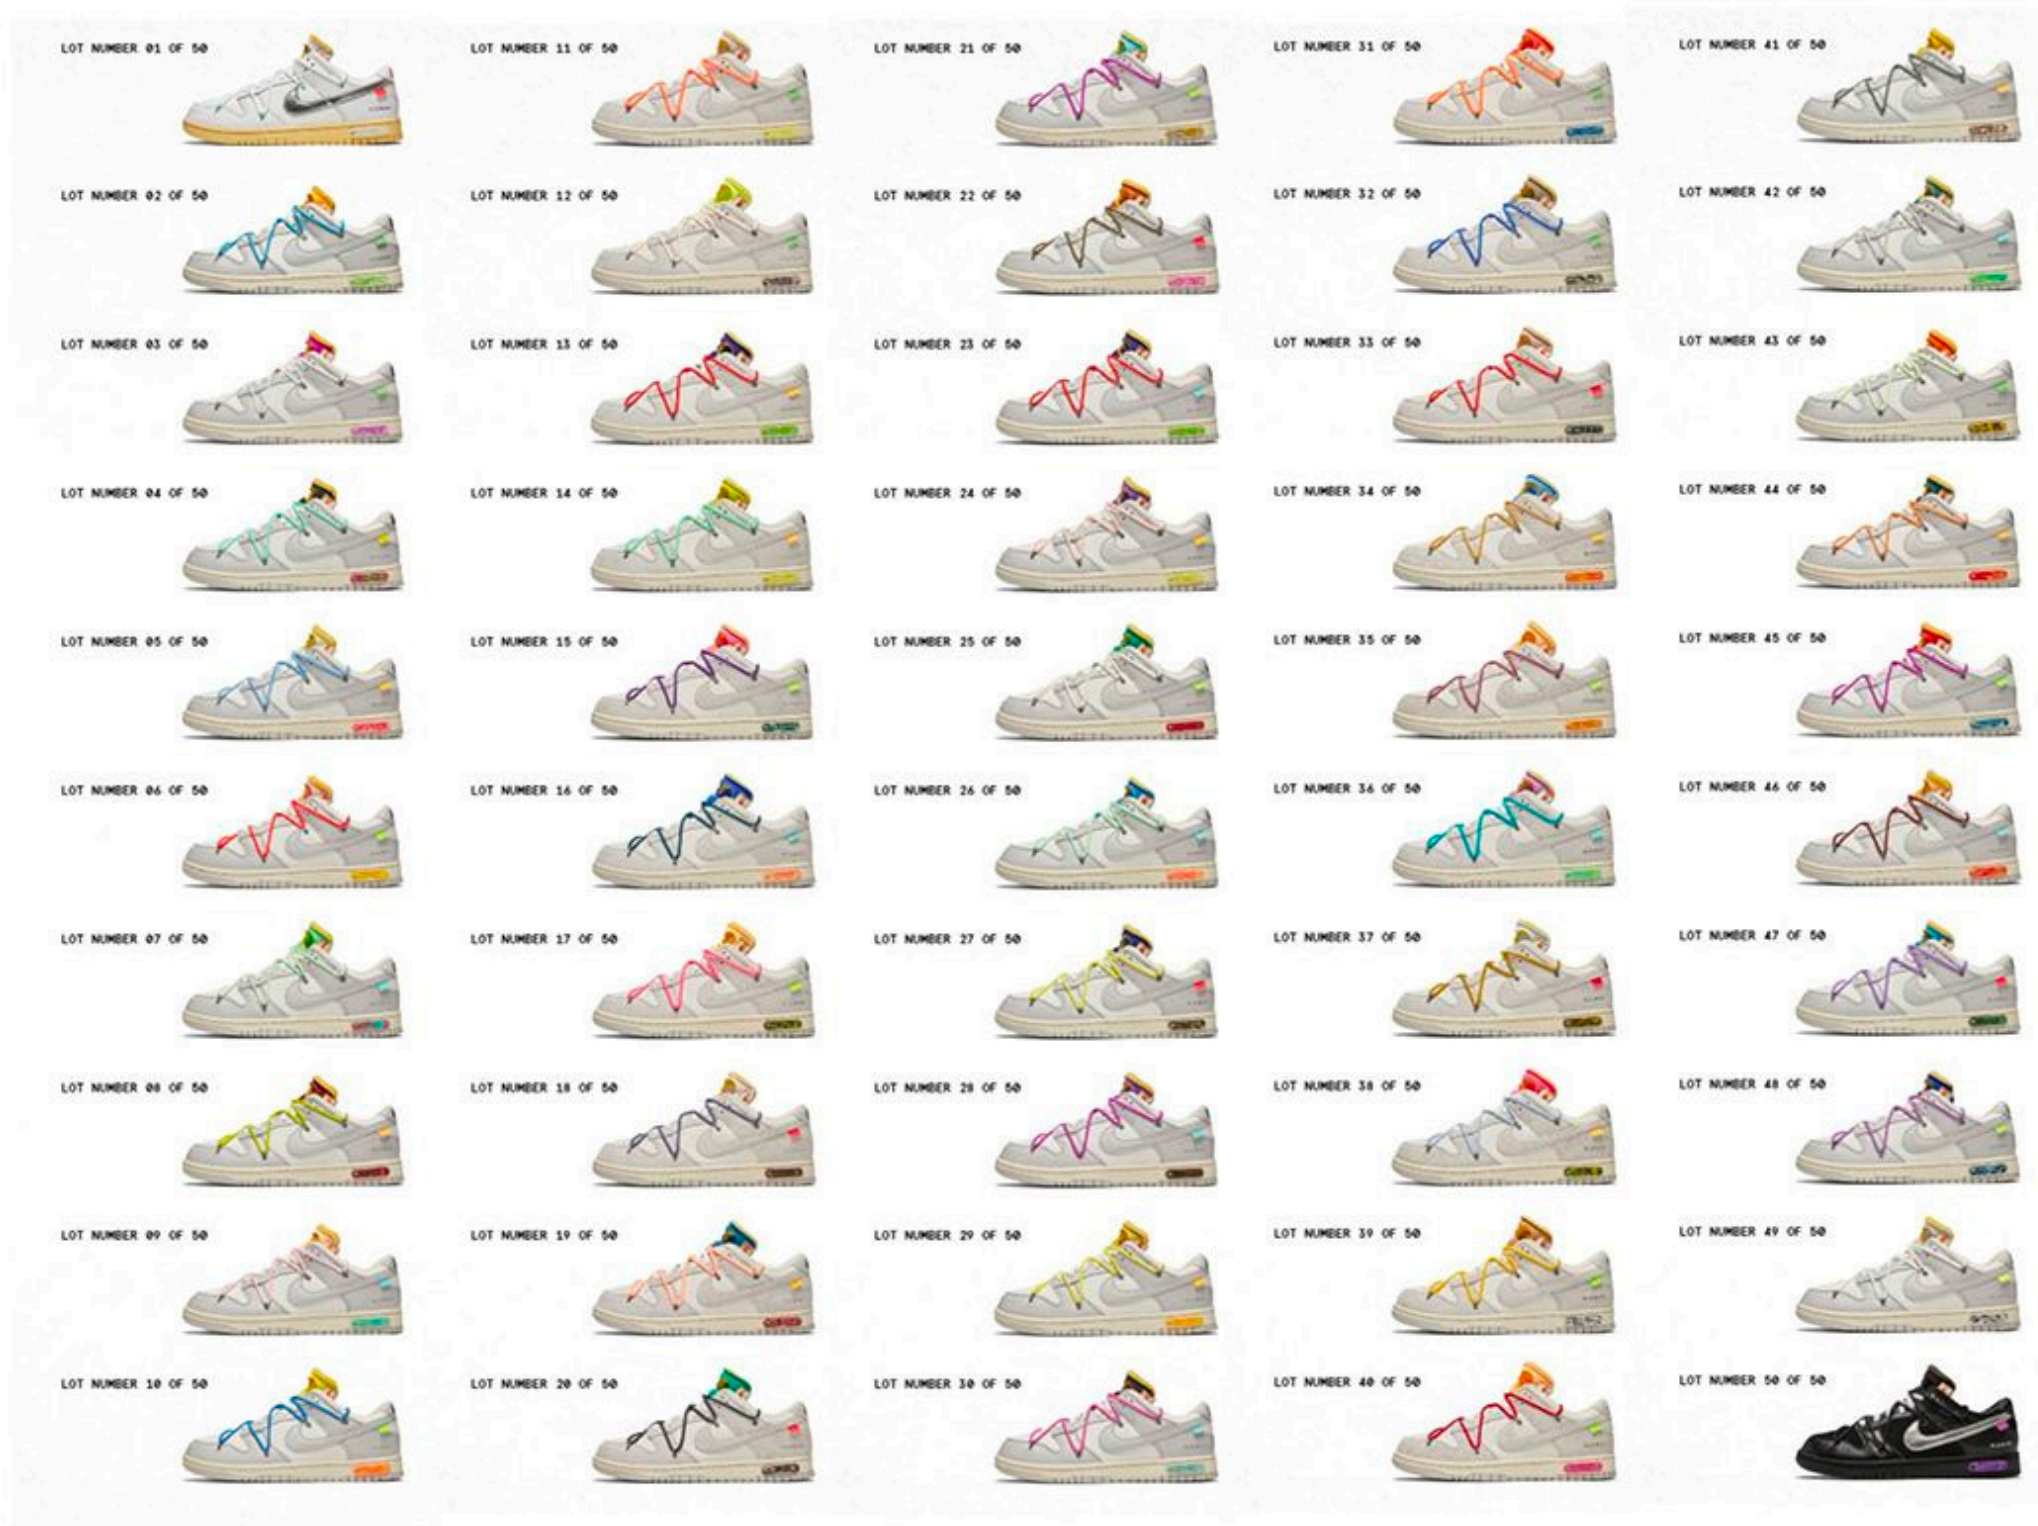 LOT NUMBER 01 OF 50
LOT NUMBER 11 OF 50
LOT NUMBER 21 OF 50
LOT NUMBER 31 OF 50
LOT NUMBER 41 OF 50
LOT NUMBER 02 OF 50
LOT NUMBER 12 OF 50
LOT NUMBER 22 OF 50
LOT NUMBER 32 OF 50
LOT NUMBER 42 OF 50
LOT NUMBER 03 OF 50
LOT NUMBER 13 OF 50
LOT NUMBER 23 OF 50
LOT NUMBER 33 OF 50
LOT NUMBER 43 OF 50
LOT NUMBER 04 OF 50
LOT NUMBER 14 OF 50
LOT NUMBER 24 OF 50
LOT NUMBER 34 OF 50
LOT NUMBER 44 OF 50
LOT NUMBER 05 OF 50
LOT NUMBER 15 OF 50
LOT NUMBER 25 OF 50
LOT NUMBER 35 OF 50
LOT NUMBER 45 OF 50
LOT NUMBER 06 OF 50
LOT NUMBER 16 OF 50
LOT NUMBER 26 OF 50
LOT NUMBER 36 OF 50
LOT NUMBER 46 OF 50
LOT NUMBER 07 OF 50
LOT NUMBER 17 OF 50
LOT NUMBER 27 OF 50
LOT NUMBER 37 OF 50
LOT NUMBER 47 OF 50
LOT NUMBER 08 OF 50
LOT NUMBER 18 OF 50
LOT NUMBER 28 OF 50
LOT NUMBER 38 OF 50
LOT NUMBER 48 OF 50
LOT NUMBER 09 OF 50
LOT NUMBER 19 OF 50
LOT NUMBER 29 OF 50
LOT NUMBER 39 OF 50
LOT NUMBER 49 OF 50
LOT NUMBER 10 OF 50
LOT NUMBER 20 OF 50
LOT NUMBER 30 OF 50
LOT NUMBER 40 OF 50
LOT NUMBER 50 OF 50